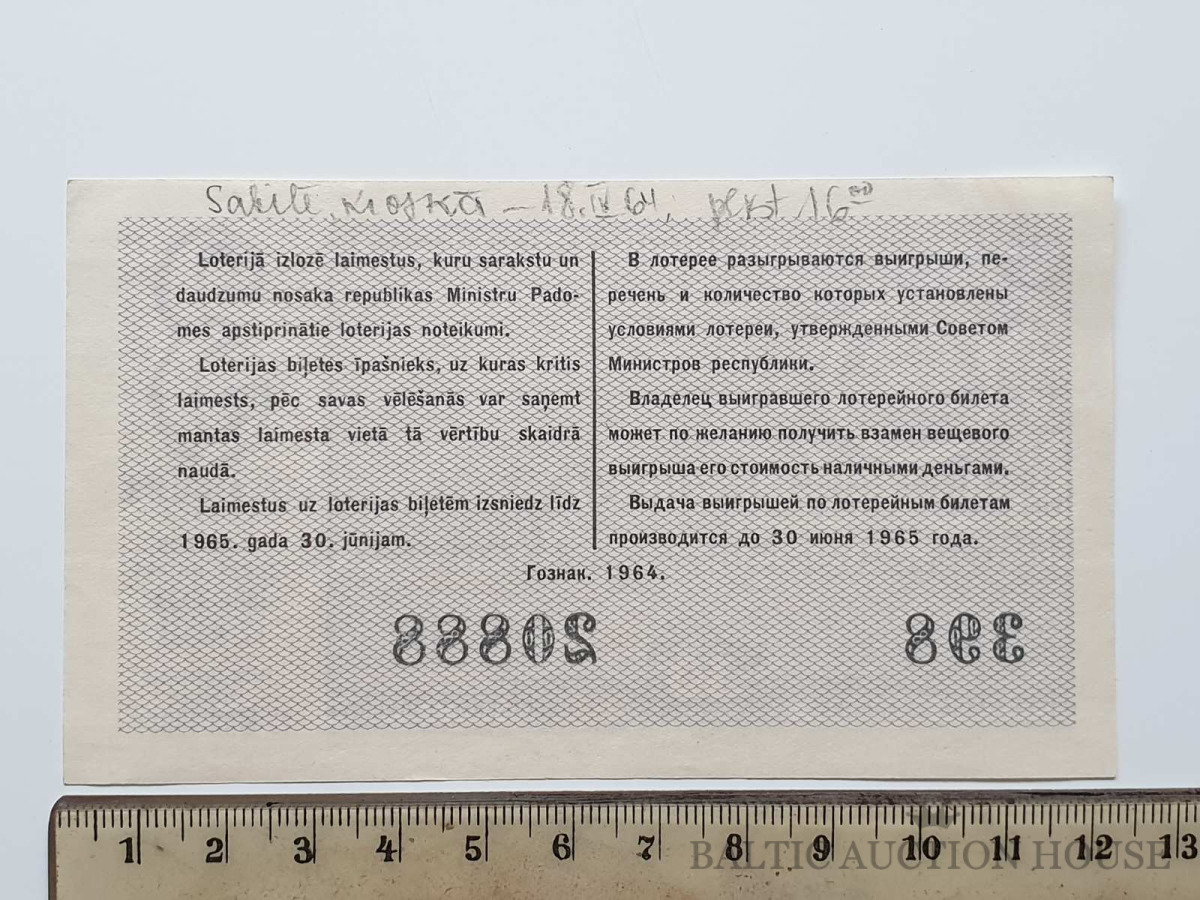 Sabilē, kioskā – 18.IV 64. plkst 16⁰⁰
Loterijā izlozē laimestus, kuru sarakstu un
daudzumu nosaka republikas Ministru Pado-
mes apstiprinātie loterijas noteikumi.
Loterijas biļetes īpašnieks, uz kuras kritis
laimests, pēc savas vēlēšanās var saņemt
mantas laimesta vietā tā vērtību skaidrā
naudā.
Laimestus uz loterijas biļetēm izsniedz līdz
1965. gada 30. jūnijam.
В лотерее разыгрываются выигрыши, пе-
речень и количество которых установлены
условиями лотереи, утвержденными Советом
Министров республики.
Владелец выигравшего лотерейного билета
может по желанию получить взамен вещевого
выигрыша его стоимость наличными деньгами.
Выдача выигрышей по лотерейным билетам
производится до 30 июня 1965 года.
Гознак. 1964.
20888 398
1 2 3 4 5 6 7 8 9 10 11 12 13
BALTIC AUCTION HOUSE